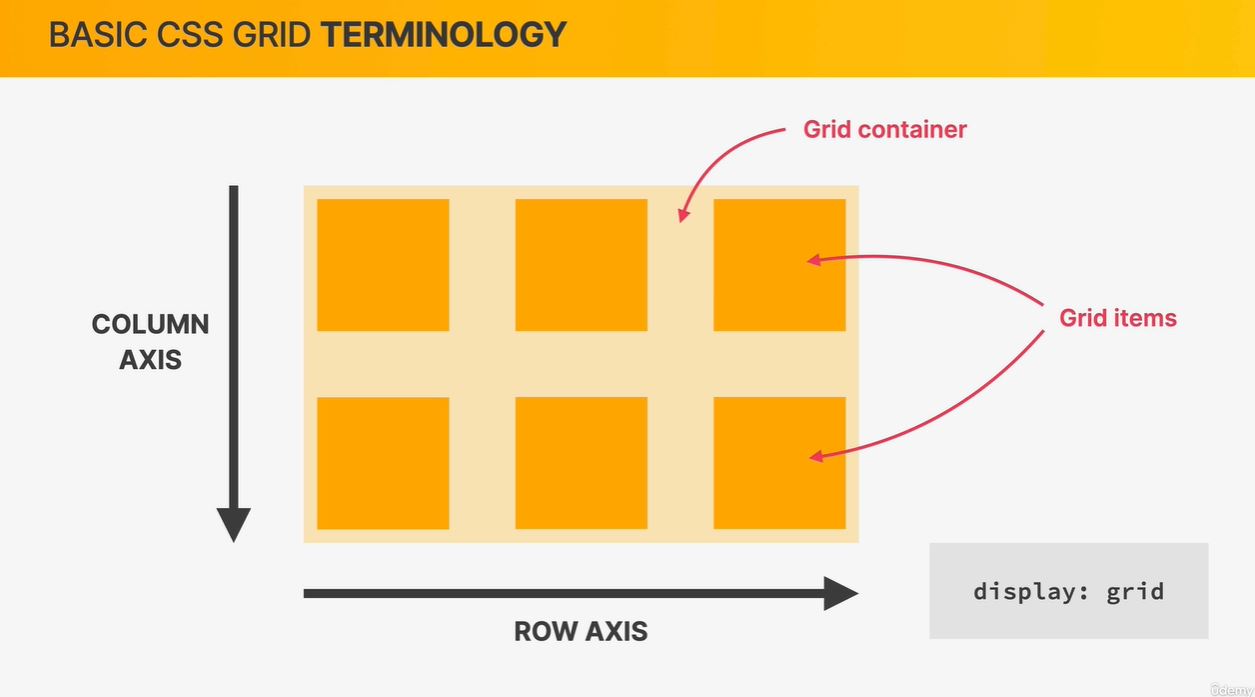 BASIC CSS GRID TERMINOLOGY
Grid container
COLUMN
AXIS
Grid items
display: grid
ROW AXIS
ûdemy